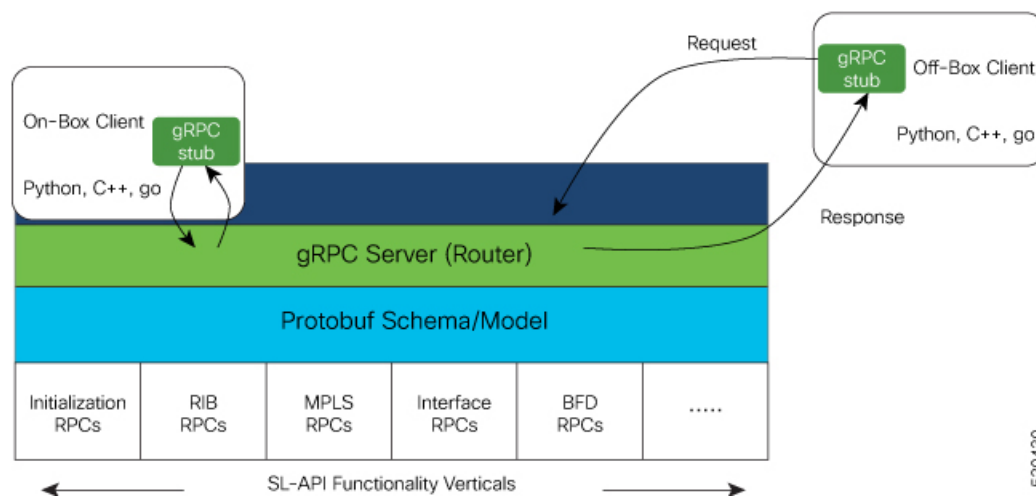 Request
gRPC
stub
Off-Box Client
Python, C++, go
On-Box Client
gRPC
stub
Python, C++, go
Response
gRPC Server (Router)
Protobuf Schema/Model
Initialization
RPCs
RIB
RPCs
MPLS
RPCs
Interface
RPCs
BFD
RPCs
.....
SL-API Functionality Verticals